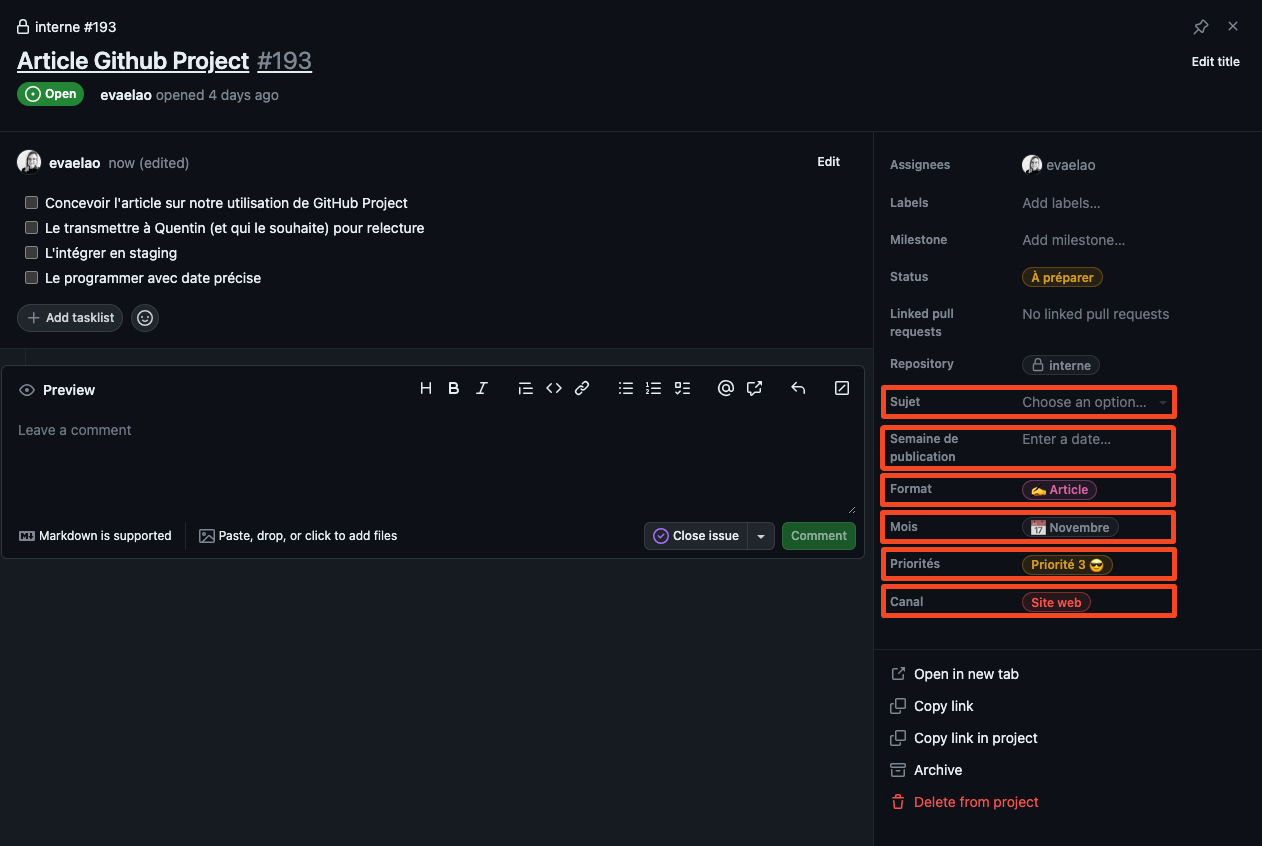 interne #193
Article Github Project #193
Edit title
Open
evaelao opened 4 days ago
evaelao now (edited)
Edit
Concevoir l'article sur notre utilisation de GitHub Project
Le transmettre à Quentin (et qui le souhaite) pour relecture
L'intégrer en staging
Le programmer avec date précise
Add tasklist
Preview
Leave a comment
Markdown is supported
Paste, drop, or click to add files
Close issue
Comment
Assignees
evaelao
Labels
Add labels...
Milestone
Add milestone...
Status
À préparer
Linked pull
requests
No linked pull requests
Repository
interne
Sujet
Choose an option...
Semaine de
publication
Enter a date...
Format
✍️ Article
Mois
📅 Novembre
Priorités
Priorité 3 😎
Canal
Site web
Open in new tab
Copy link
Copy link in project
Archive
Delete from project